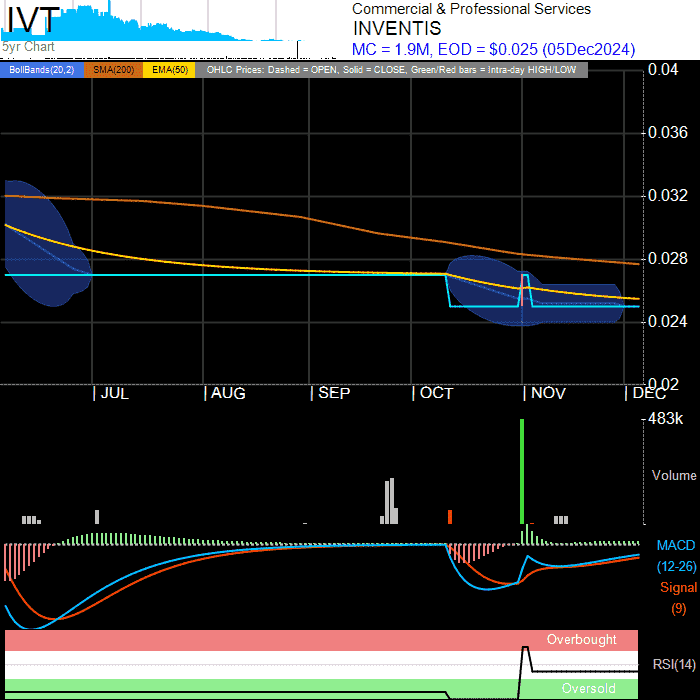 IVT
5yr Chart
Commercial & Professional Services
INVENTIS
MC = 1.9M, EOD = $0.025 (05Dec2024)
BollBands(20,2) SMA(200) EMA(50) OHLC Prices: Dashed = OPEN, Solid = CLOSE, Green/Red bars = Intra-day HIGH/LOW
0.04
0.036
0.032
0.028
0.024
0.02
JUL AUG SEP OCT NOV DEC
483k
Volume
MACD
(12-26)
Signal
(9)
Overbought
RSI(14)
Oversold